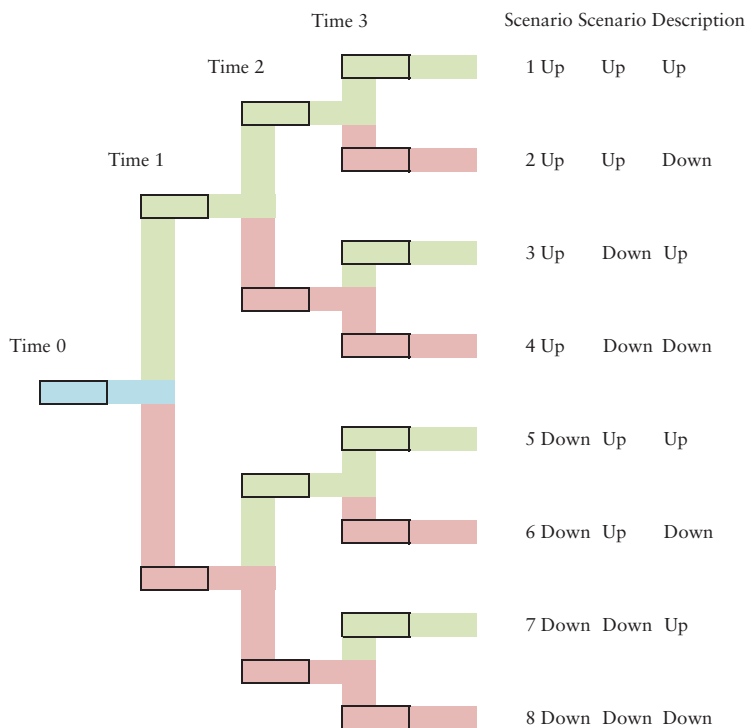 Time 3
Scenario Scenario Description
Time 2
1 Up Up Up
Time 1
2 Up Up Down
3 Up Down Up
Time 0
4 Up Down Down
5 Down Up Up
6 Down Up Down
7 Down Down Up
8 Down Down Down